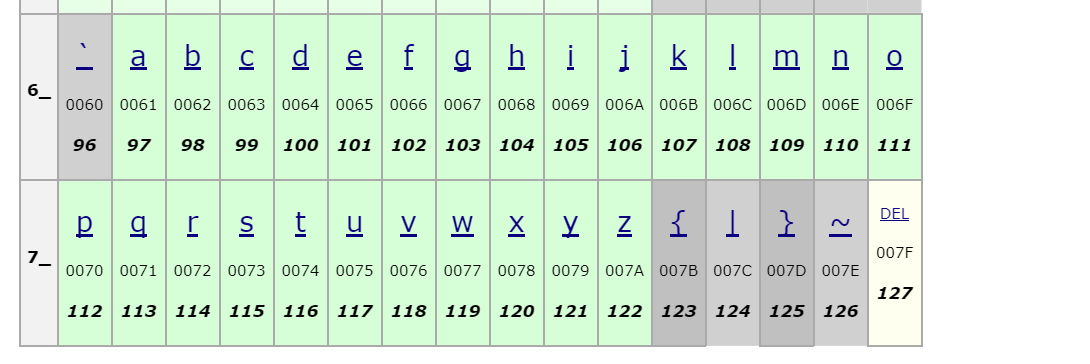 ` a b c d e f g h i j k l m n o
6_
0060 0061 0062 0063 0064 0065 0066 0067 0068 0069 006A 006B 006C 006D 006E 006F
96 97 98 99 100 101 102 103 104 105 106 107 108 109 110 111
p q r s t u v w x y z { | } ~ DEL
7_
0070 0071 0072 0073 0074 0075 0076 0077 0078 0079 007A 007B 007C 007D 007E 007F
112 113 114 115 116 117 118 119 120 121 122 123 124 125 126 127